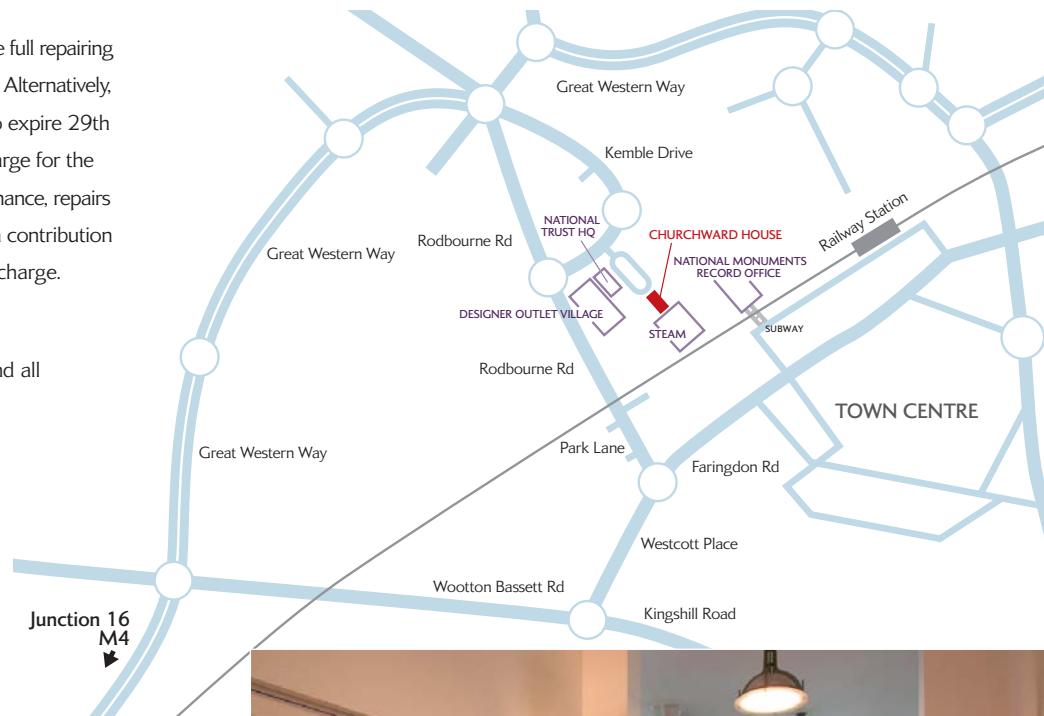 e full repairing
Alternatively,
o expire 29th
arge for the
nance, repairs
contribution
charge.
nd all
Great Western Way
Kemble Drive
Railway Station
NATIONAL
TRUST HQ
CHURCHWARD HOUSE
Rodbourne Rd
Great Western Way
NATIONAL MONUMENTS
RECORD OFFICE
DESIGNER OUTLET VILLAGE
STEAM
SUBWAY
Rodbourne Rd
TOWN CENTRE
Park Lane
Great Western Way
Faringdon Rd
Westcott Place
Wootton Bassett Rd
Kingshill Road
Junction 16
M4